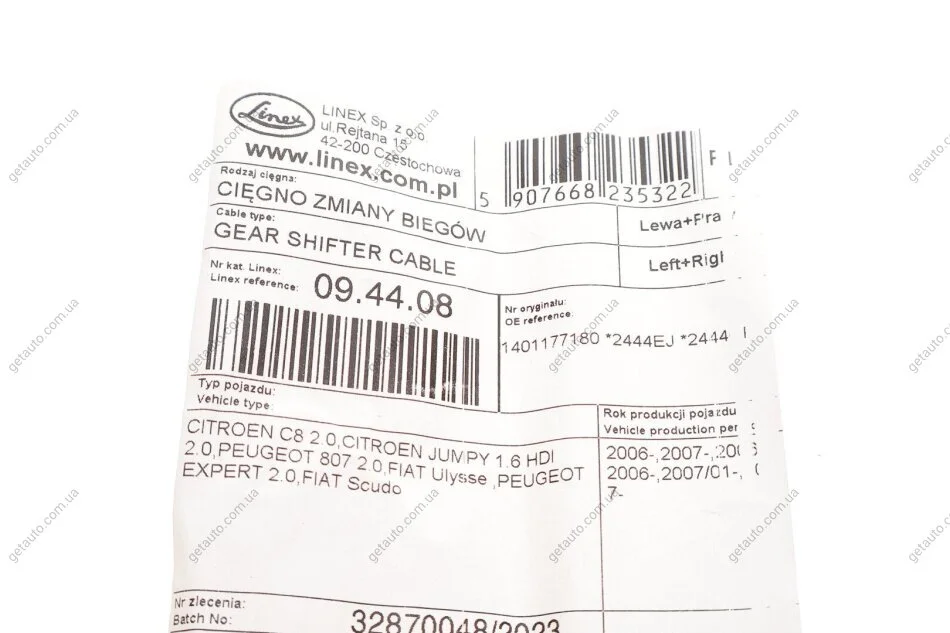 Linex
LINEX Sp. z o.o
ul.Rejtana 15
42-200 Częstochowa
www.linex.com.pl
5 907668 235322
Rodzaj cięgna:
CIĘGNO ZMIANY BIEGÓW
Lewa+Pra
Cable type:
GEAR SHIFTER CABLE
Left+Righ
Nr kat. Linex:
Linex reference:
09.44.08
Nr oryginału:
OE reference.
1401177180 *2444EJ *2444
Typ pojazdu:
Vehicle type:
Rok produkcji pojazdu
Vehicle production per
CITROEN C8 2.0,CITROEN JUMPY 1.6 HDI
2.0,PEUGEOT 807 2.0,FIAT Ulysse ,PEUGEOT
EXPERT 2.0,FIAT Scudo
2006-,2007-,200
2006-,2007/01-,
7-
Nr zlecenia:
Batch No:
32870048/2023
getauto.com.ua